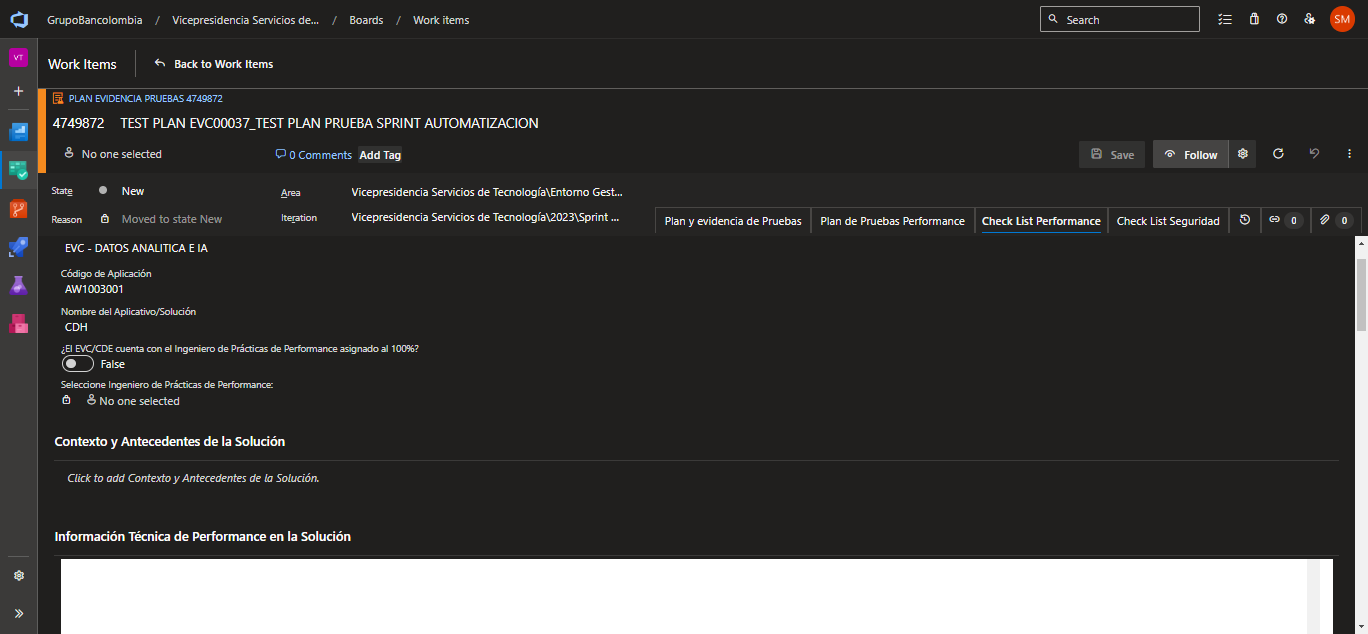 GrupoBancolombia / Vicepresidencia Servicios de... / Boards / Work items
Search
SM
VT
Work Items
Back to Work Items
PLAN EVIDENCIA PRUEBAS 4749872
4749872 TEST PLAN EVC00037_TEST PLAN PRUEBA SPRINT AUTOMATIZACION
No one selected
0 Comments
Add Tag
Save
Follow
State
New
Area
Vicepresidencia Servicios de Tecnología\Entorno Gest...
Reason
Moved to state New
Iteration
Vicepresidencia Servicios de Tecnología\2023\Sprint ...
Plan y evidencia de Pruebas
Plan de Pruebas Performance
Check List Performance
Check List Seguridad
0
0
EVC - DATOS ANALITICA E IA
Código de Aplicación
AW1003001
Nombre del Aplicativo/Solución
CDH
¿El EVC/CDE cuenta con el Ingeniero de Prácticas de Performance asignado al 100%?
False
Seleccione Ingeniero de Prácticas de Performance:
No one selected
Contexto y Antecedentes de la Solución
Click to add Contexto y Antecedentes de la Solución.
Información Técnica de Performance en la Solución